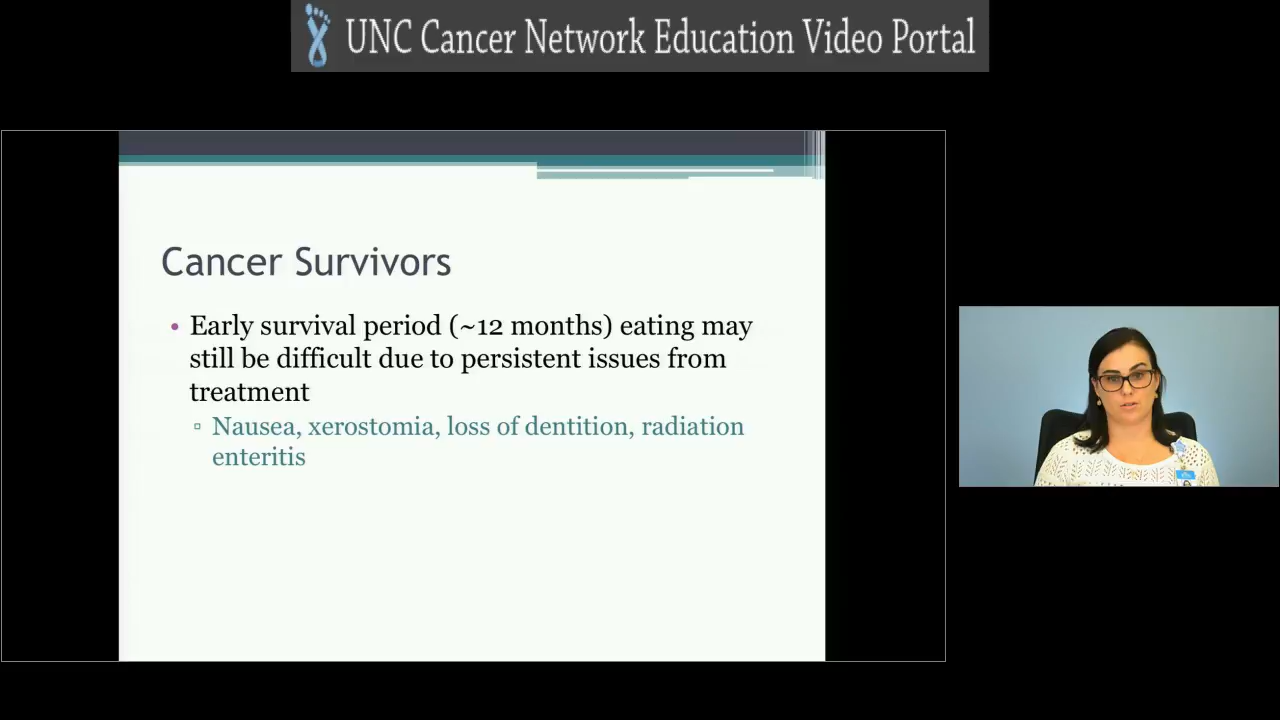 UNC Cancer Network Education Video Portal
Cancer Survivors
• Early survival period (~12 months) eating may
still be difficult due to persistent issues from
treatment
▫ Nausea, xerostomia, loss of dentition, radiation
enteritis